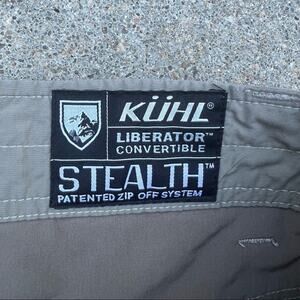 KÜHL®
LIBERATOR™
CONVERTIBLE
STEALTH™
PATENTED ZIP OFF SYSTEM